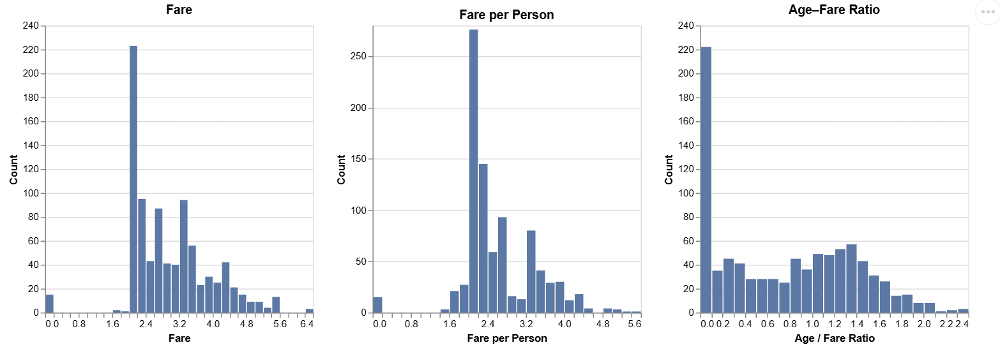 Fare
240
220
200
180
160
140
120
100
80
60
40
20
0
Count
0.0 0.8 1.6 2.4 3.2 4.0 4.8 5.6 6.4
Fare
Fare per Person
250
200
150
100
50
0
Count
0.0 0.8 1.6 2.4 3.2 4.0 4.8 5.6
Fare per Person
Age–Fare Ratio
240
220
200
180
160
140
120
100
80
60
40
20
0
Count
0.0 0.2 0.4 0.6 0.8 1.0 1.2 1.4 1.6 1.8 2.0 2.2 2.4
Age / Fare Ratio